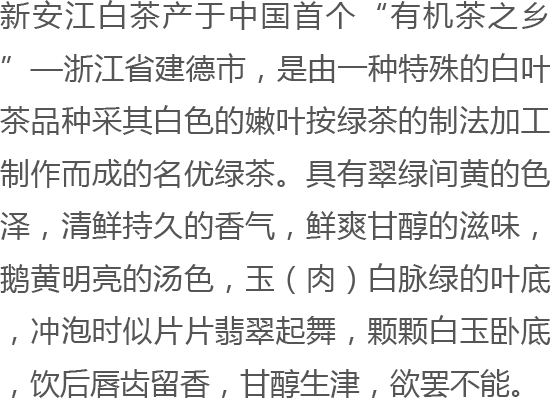 新安江白茶产于中国首个“有机茶之乡
”—浙江省建德市，是由一种特殊的白叶
茶品种采其白色的嫩叶按绿茶的制法加工
制作而成的名优绿茶。具有翠绿间黄的色
泽，清鲜持久的香气，鲜爽甘醇的滋味，
鹅黄明亮的汤色，玉（肉）白脉绿的叶底
，冲泡时似片片翡翠起舞，颗颗白玉卧底
，饮后唇齿留香，甘醇生津，欲罢不能。